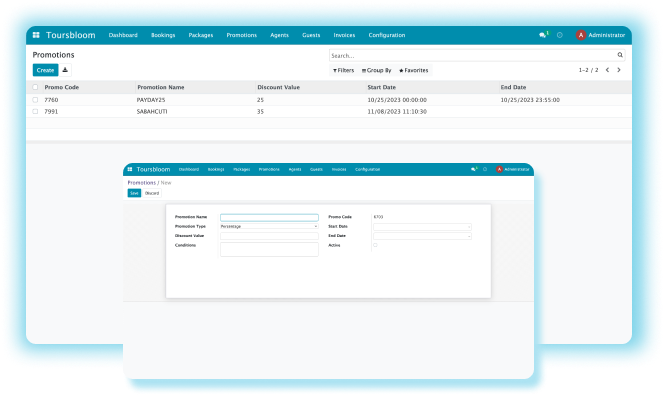 Toursbloom Dashboard Bookings Packages Promotions Agents Guests Invoices Configuration 1 A Administrator
Promotions Search...
Create Filters Group By Favorites 1-2 / 2
Promo Code Promotion Name Discount Value Start Date End Date
7760 PAYDAY25 25 10/25/2023 00:00:00 10/25/2023 23:55:00
7991 SABAHCUTI 35 11/08/2023 11:10:30
Toursbloom Dashboard Bookings Packages Promotions Agents Guests Invoices Configuration A Administrator
Promotions / New
Save Discard
Promotion Name Promo Code 8703
Promotion Type Percentage Start Date
Discount Value End Date
Conditions Active